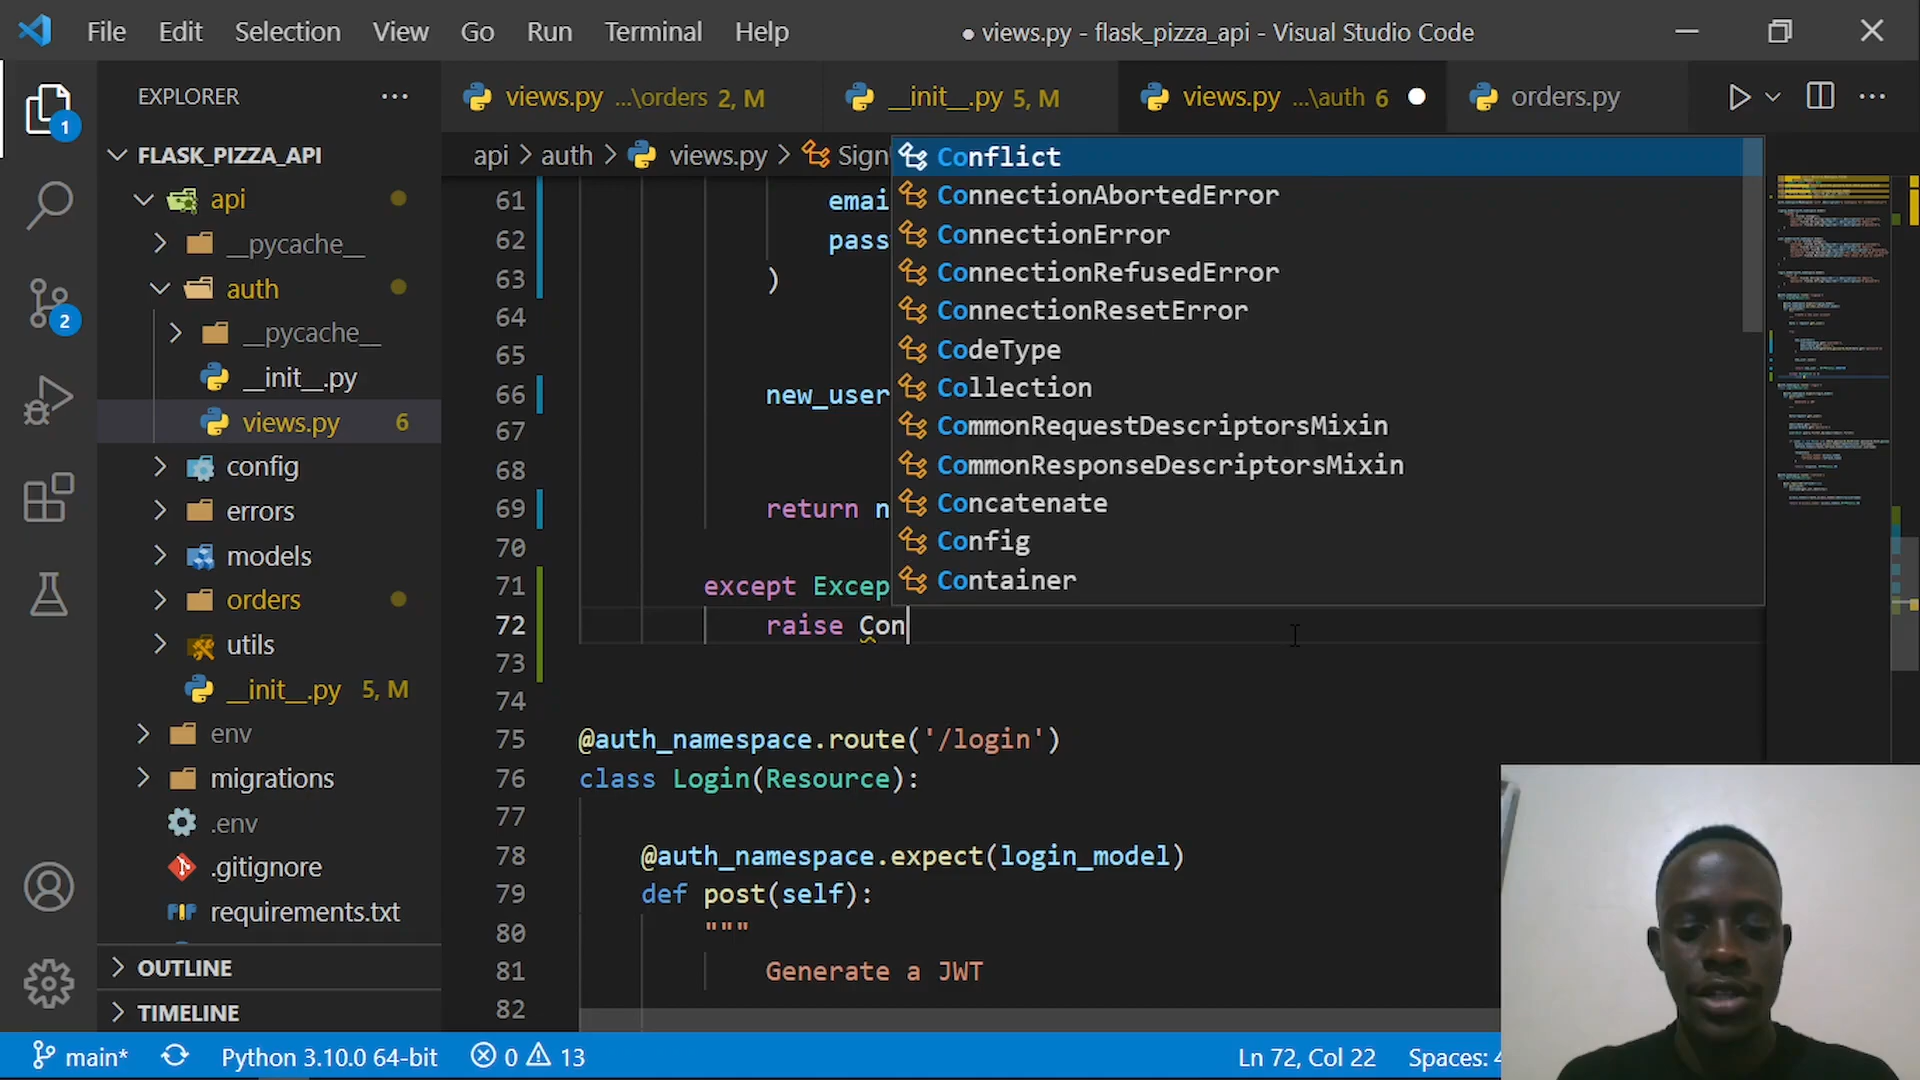 File Edit Selection View Go Run Terminal Help
● views.py - flask_pizza_api - Visual Studio Code
EXPLORER ...
views.py ...\orders 2, M
__init__.py 5, M
views.py ...\auth 6 ●
orders.py
FLASK_PIZZA_API
api
__pycache__
auth
__pycache__
__init__.py
views.py 6
config
errors
models
orders
utils
__init__.py 5, M
env
migrations
.env
.gitignore
requirements.txt
OUTLINE
TIMELINE
1
2
api > auth > views.py > Sign
Conflict
ConnectionAbortedError
ConnectionError
ConnectionRefusedError
ConnectionResetError
CodeType
Collection
CommonRequestDescriptorsMixin
CommonResponseDescriptorsMixin
Concatenate
Config
Container
61 emai
62 pass
63 )
64
65
66 new_user
67
68
69 return n
70
71 except Excep
72 raise Con
73
74
75 @auth_namespace.route('/login')
76 class Login(Resource):
77
78 @auth_namespace.expect(login_model)
79 def post(self):
80 """
81 Generate a JWT
82
main* Python 3.10.0 64-bit 0 13 Ln 72, Col 22 Spaces: 4